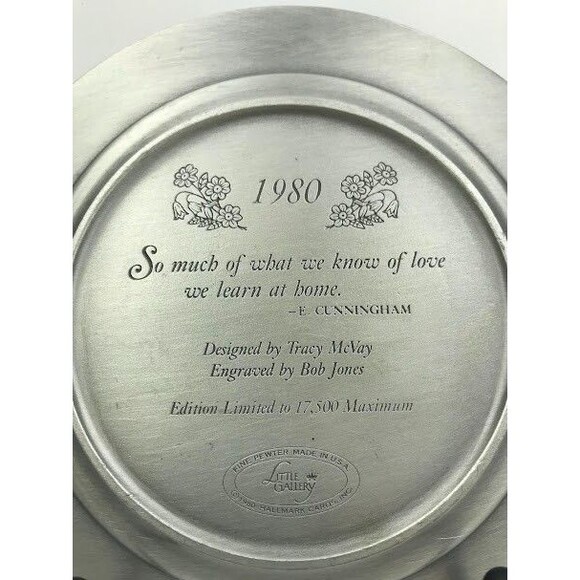 1980
So much of what we know of love
we learn at home.
–E. CUNNINGHAM
Designed by Tracy McVay
Engraved by Bob Jones
Edition Limited to 17,500 Maximum
FINE PEWTER MADE IN U.S.A.
LITTLE
GALLERY
©1980 HALLMARK CARDS, INC.